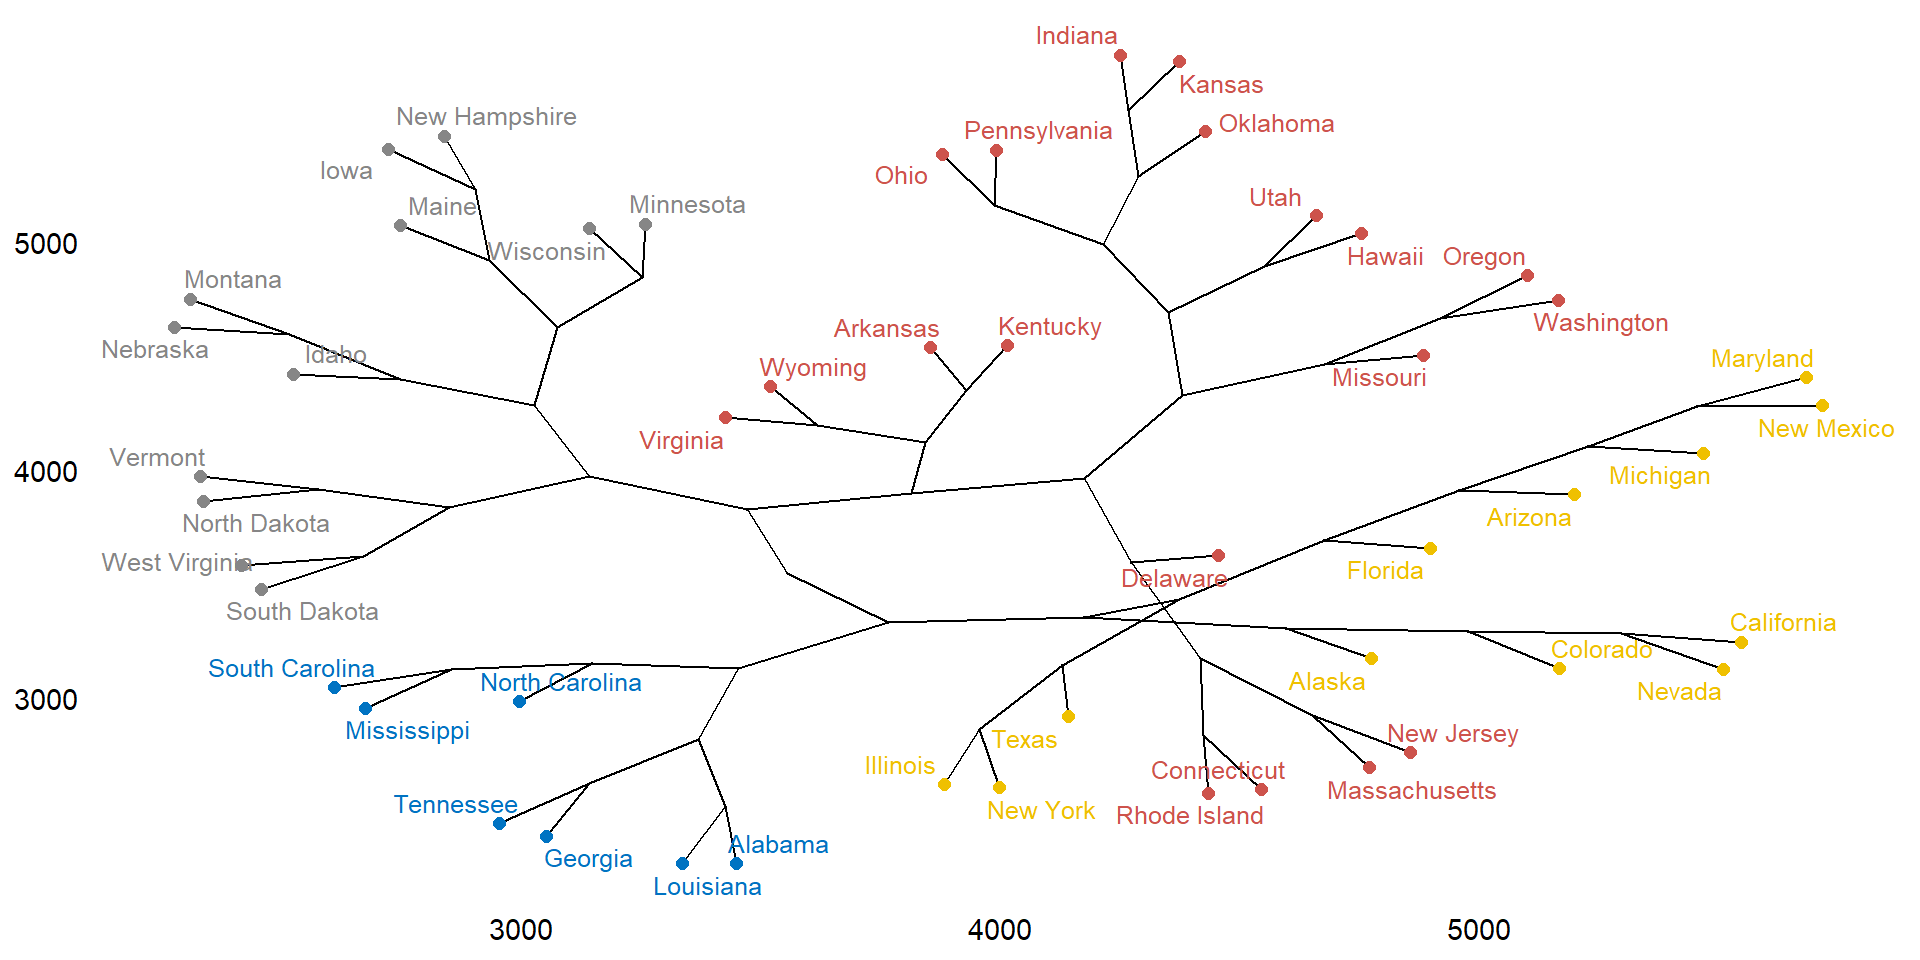 Indiana
Kansas
New Hampshire
Pennsylvania
Oklahoma
Iowa
Ohio
Maine
Minnesota
Utah
5000
Wisconsin
Hawaii
Oregon
Montana
Washington
Arkansas
Kentucky
Nebraska
Idaho
Wyoming
Maryland
Missouri
Virginia
New Mexico
Vermont
4000
Michigan
North Dakota
Arizona
West Virginia
Florida
Delaware
South Dakota
California
Colorado
South Carolina
North Carolina
Alaska
Nevada
3000
Mississippi
Texas
New Jersey
Illinois
Connecticut
Massachusetts
Tennessee
New York
Rhode Island
Alabama
Georgia
Louisiana
3000
4000
5000